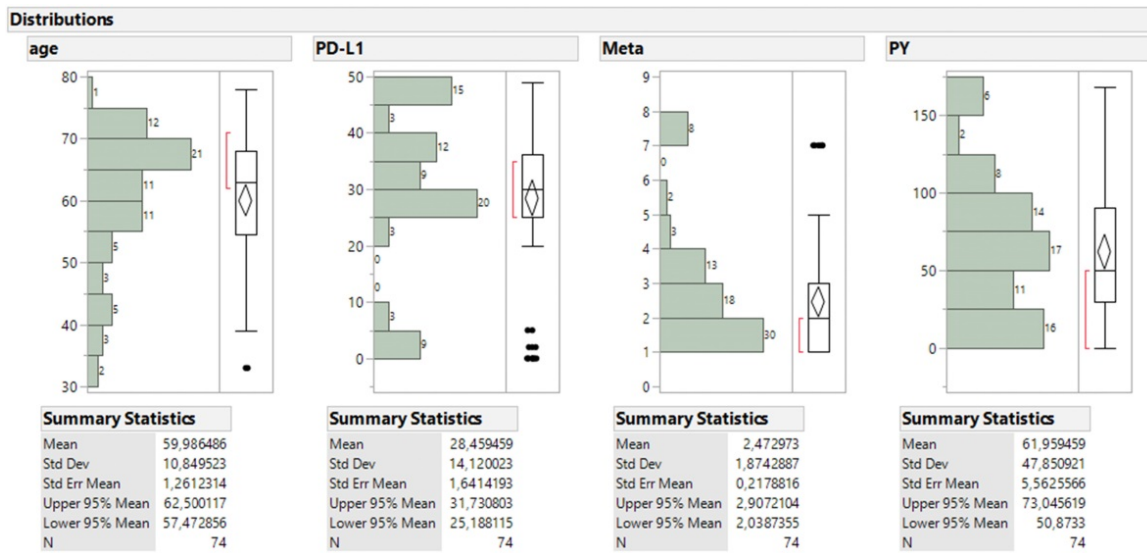 Distributions
age
80
70
60
50
40
30
1
12
21
11
11
5
3
5
3
2
Summary Statistics
Mean 59,986486
Std Dev 10,849523
Std Err Mean 1,2612314
Upper 95% Mean 62,500117
Lower 95% Mean 57,472856
N 74
PD-L1
50
40
30
20
10
0
15
3
12
9
20
3
0
0
3
9
Summary Statistics
Mean 28,459459
Std Dev 14,120023
Std Err Mean 1,6414193
Upper 95% Mean 31,730803
Lower 95% Mean 25,188115
N 74
Meta
9
8
7
6
5
4
3
2
1
0
8
0
2
3
13
18
30
Summary Statistics
Mean 2,472973
Std Dev 1,8742887
Std Err Mean 0,2178816
Upper 95% Mean 2,9072104
Lower 95% Mean 2,0387355
N 74
PY
150
100
50
0
6
2
8
14
17
11
16
Summary Statistics
Mean 61,959459
Std Dev 47,850921
Std Err Mean 5,5625566
Upper 95% Mean 73,045619
Lower 95% Mean 50,8733
N 74